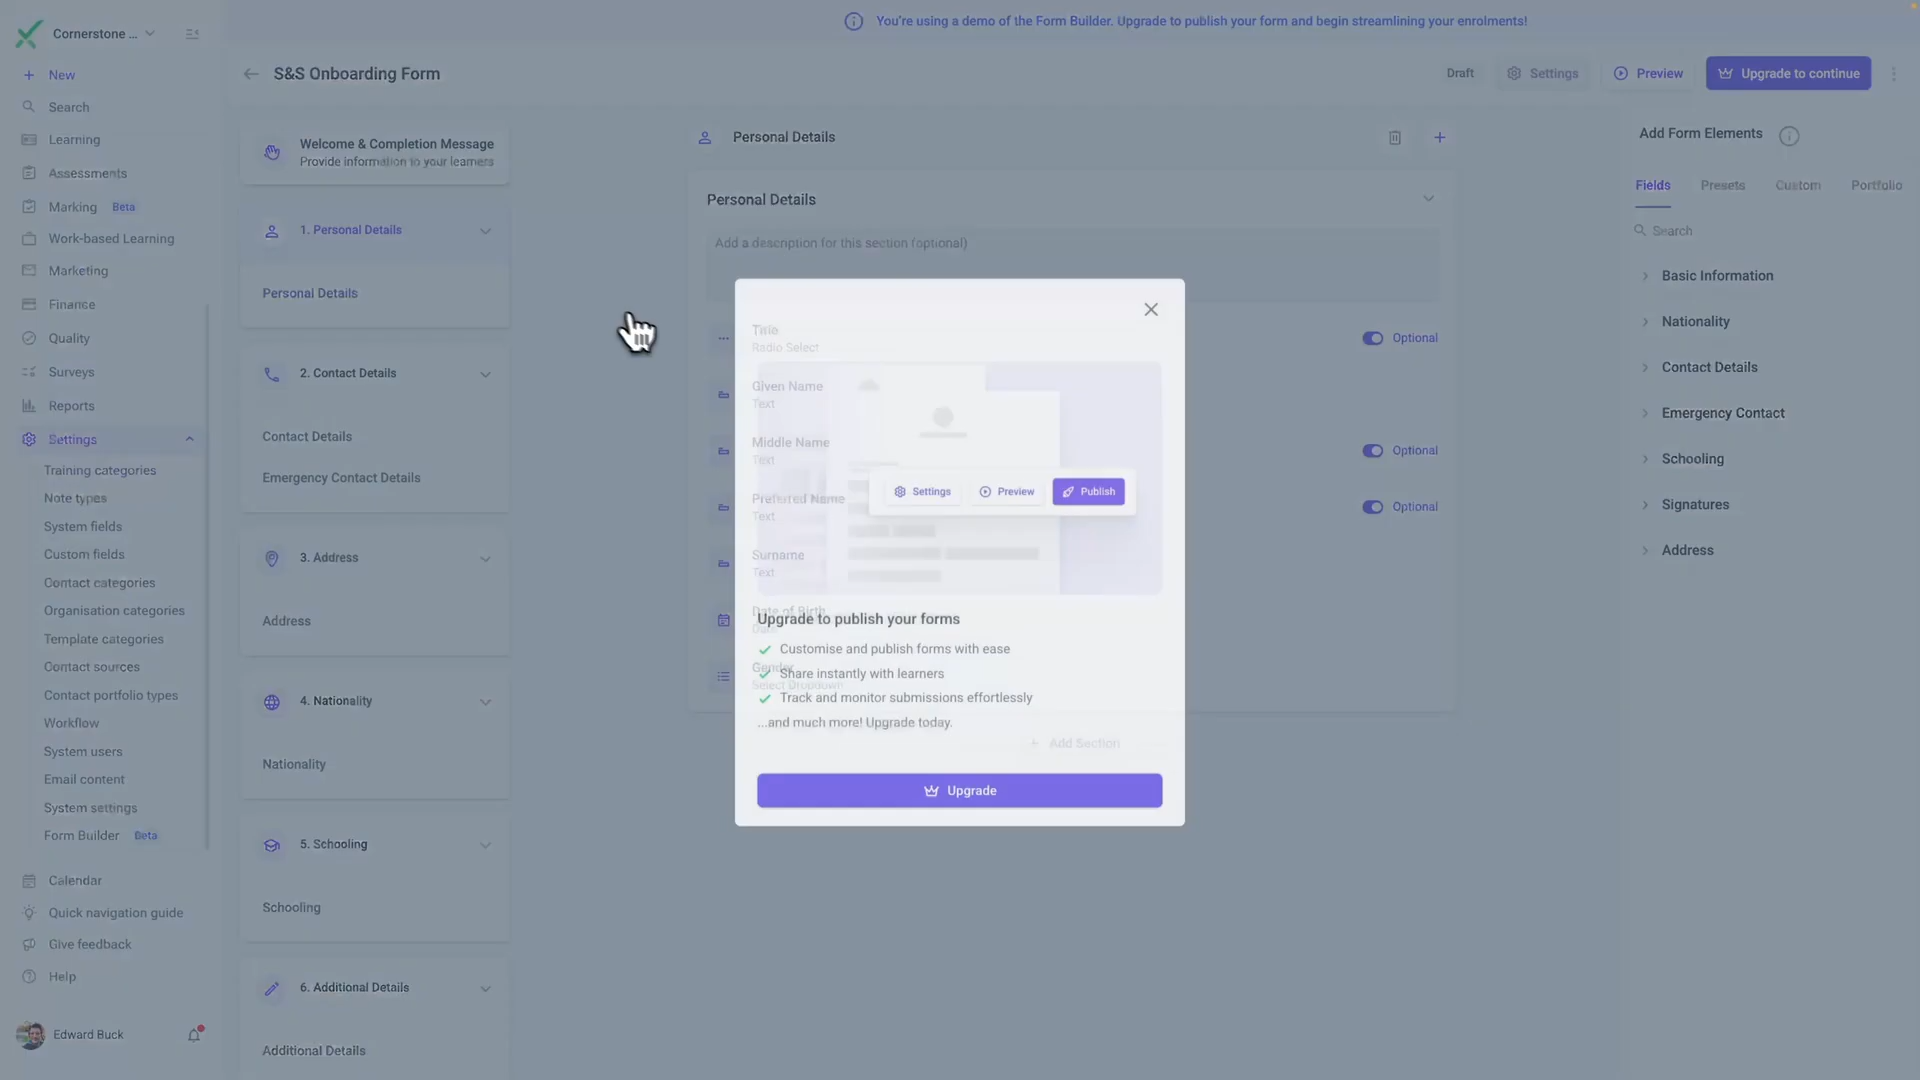 You're using a demo of the Form Builder. Upgrade to publish your form and begin streamlining your enrolments!
Cornerstone ...
New
Search
Learning
Assessments
Marking Beta
Work-based Learning
Marketing
Finance
Quality
Surveys
Reports
Settings
Training categories
Note types
System fields
Custom fields
Contact categories
Organisation categories
Template categories
Contact sources
Contact portfolio types
Workflow
System users
Email content
System settings
Form Builder Beta
Calendar
Quick navigation guide
Give feedback
Help
Edward Buck
S&S Onboarding Form
Draft
Settings
Preview
Upgrade to continue
Welcome & Completion Message
Provide information to your learners
1. Personal Details
Personal Details
2. Contact Details
Contact Details
Emergency Contact Details
3. Address
Address
4. Nationality
Nationality
5. Schooling
Schooling
6. Additional Details
Additional Details
Personal Details
Personal Details
Add a description for this section (optional)
Title
Radio Select
Optional
Given Name
Text
Middle Name
Text
Optional
Preferred Name
Text
Optional
Surname
Text
Date of Birth
Date
Gender
Select Dropdown
Add Section
Settings
Preview
Publish
Upgrade to publish your forms
Customise and publish forms with ease
Share instantly with learners
Track and monitor submissions effortlessly
...and much more! Upgrade today.
Upgrade
Add Form Elements
Fields
Presets
Custom
Portfolio
Search
Basic Information
Nationality
Contact Details
Emergency Contact
Schooling
Signatures
Address